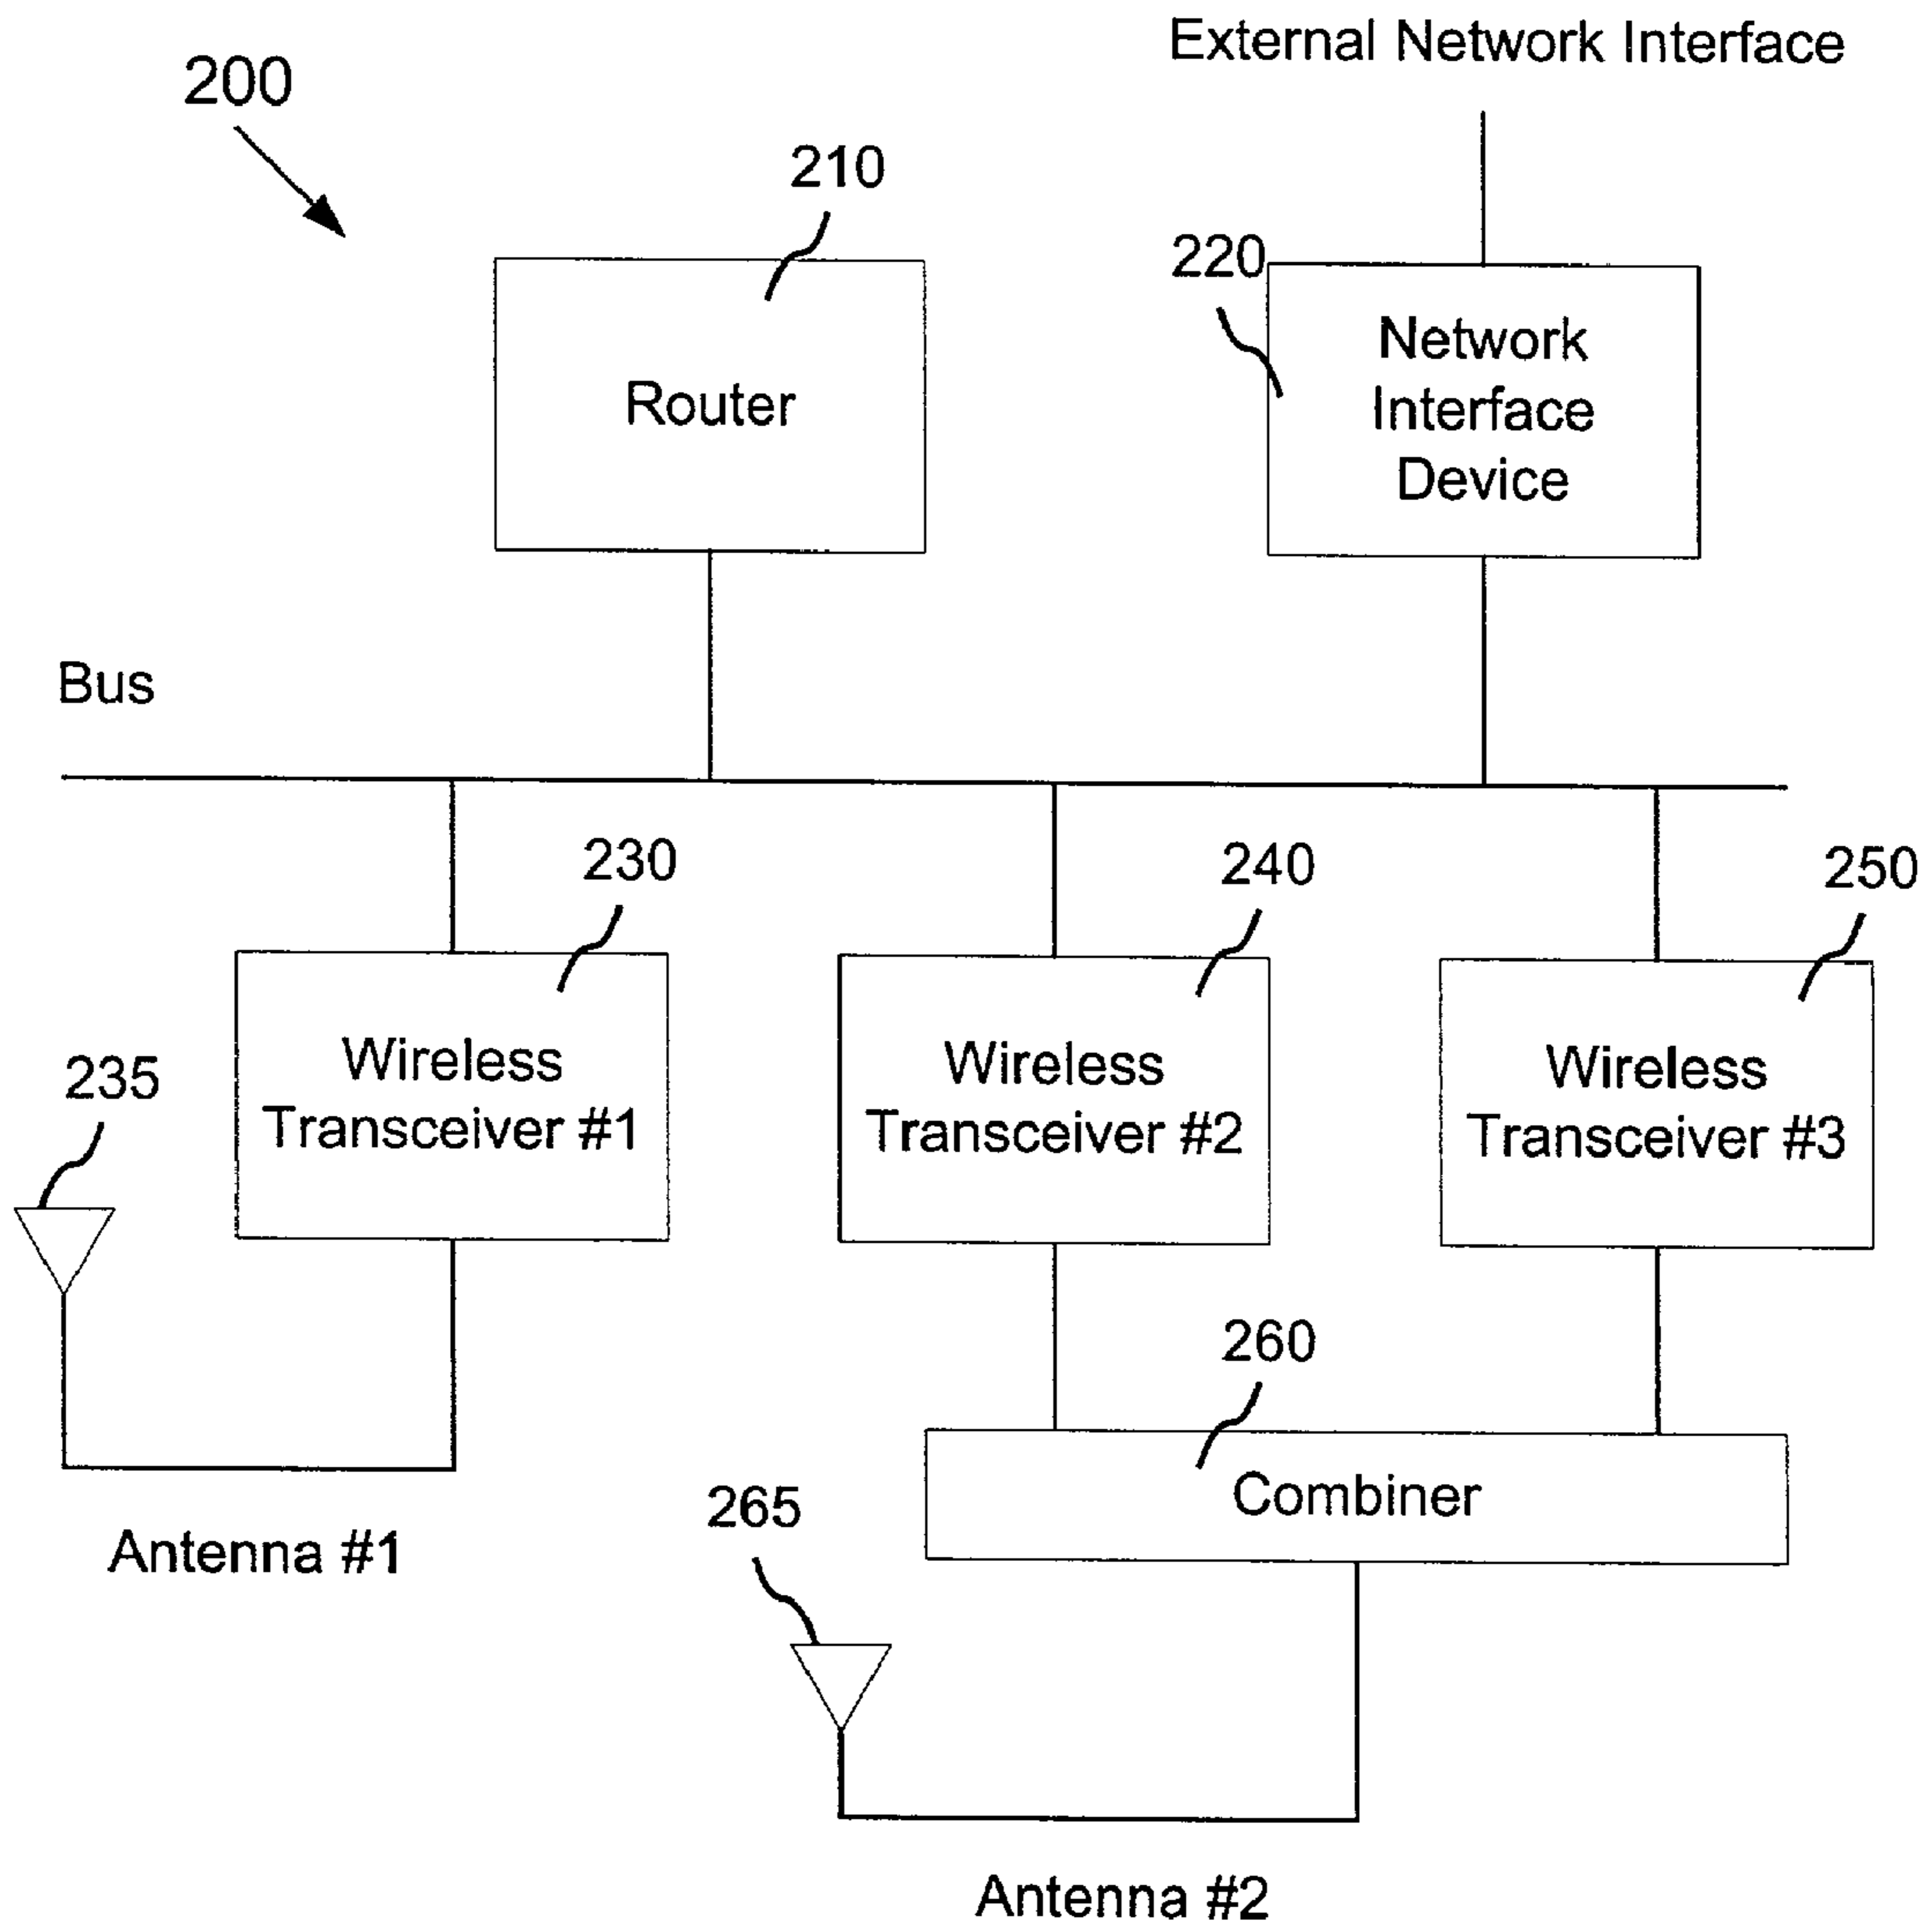 External Network Interface
200
210
220
Router
Network
Interface
Device
Bus
230
240
250
235
Wireless
Transceiver #1
Wireless
Transceiver #2
Wireless
Transceiver #3
260
265
Combiner
Antenna #1
Antenna #2